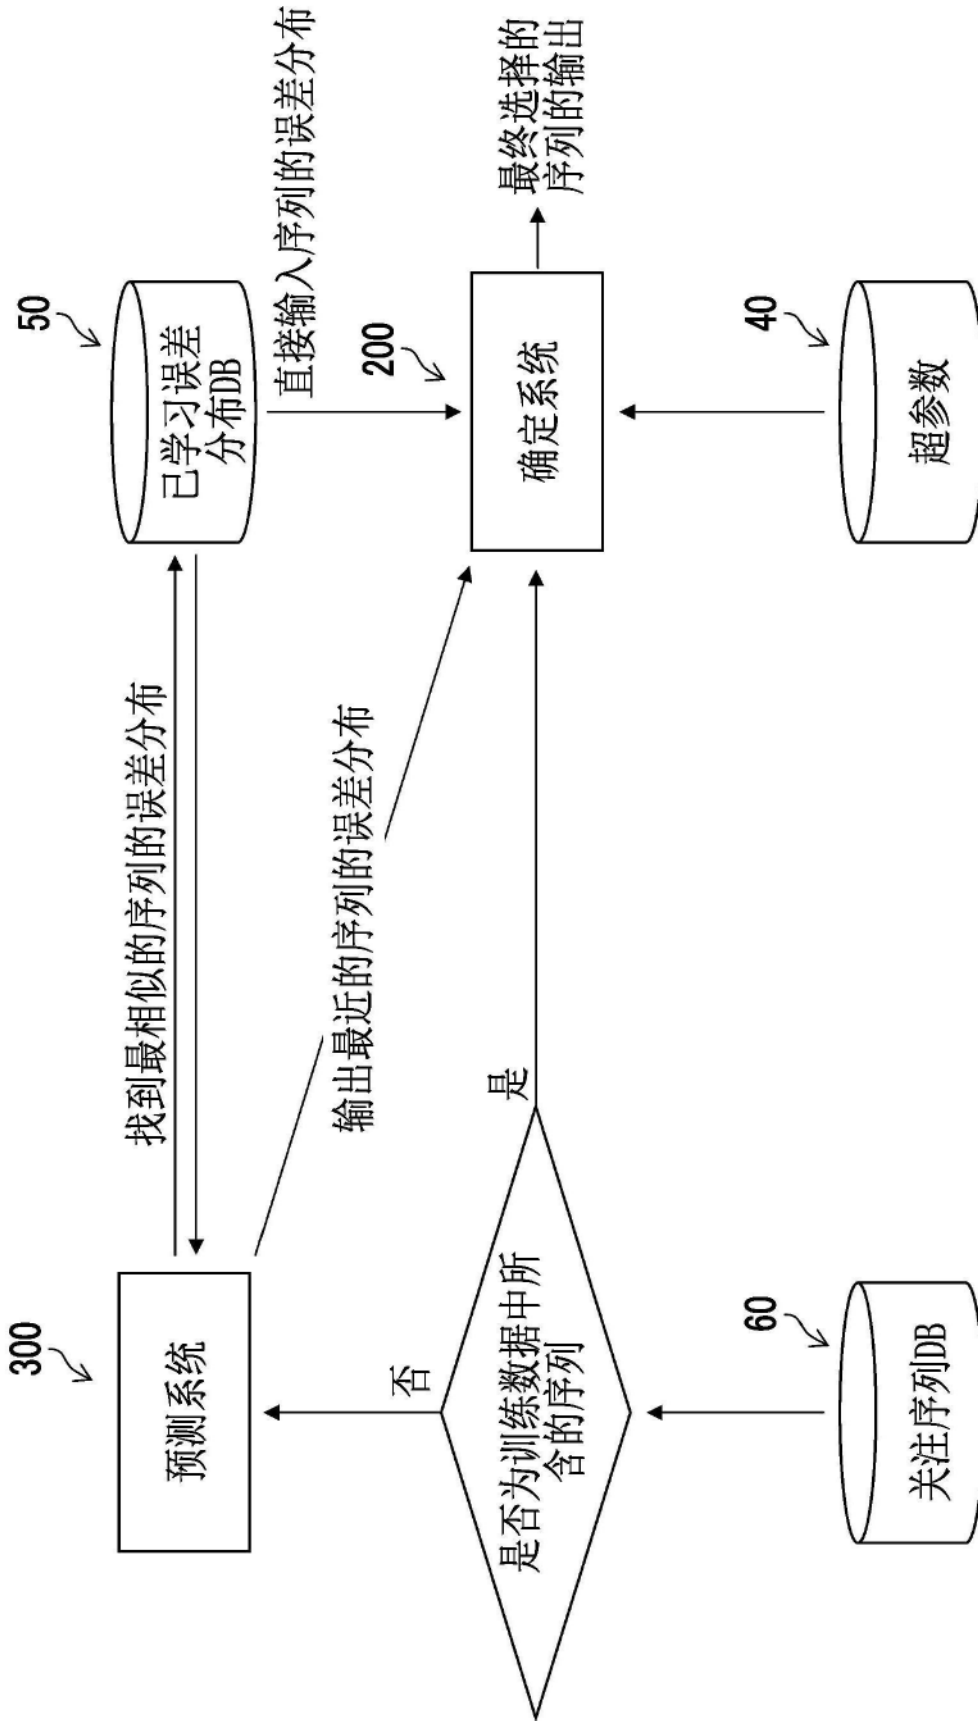 300
预测系统
找到最相似的序列的误差分布
50
已学习误差
分布DB
直接输入序列的误差分布
输出最近的序列的误差分布
否
是否为训练数据中所
含的序列
是
200
确定系统
最终选择的
序列的输出
60
关注序列DB
40
超参数